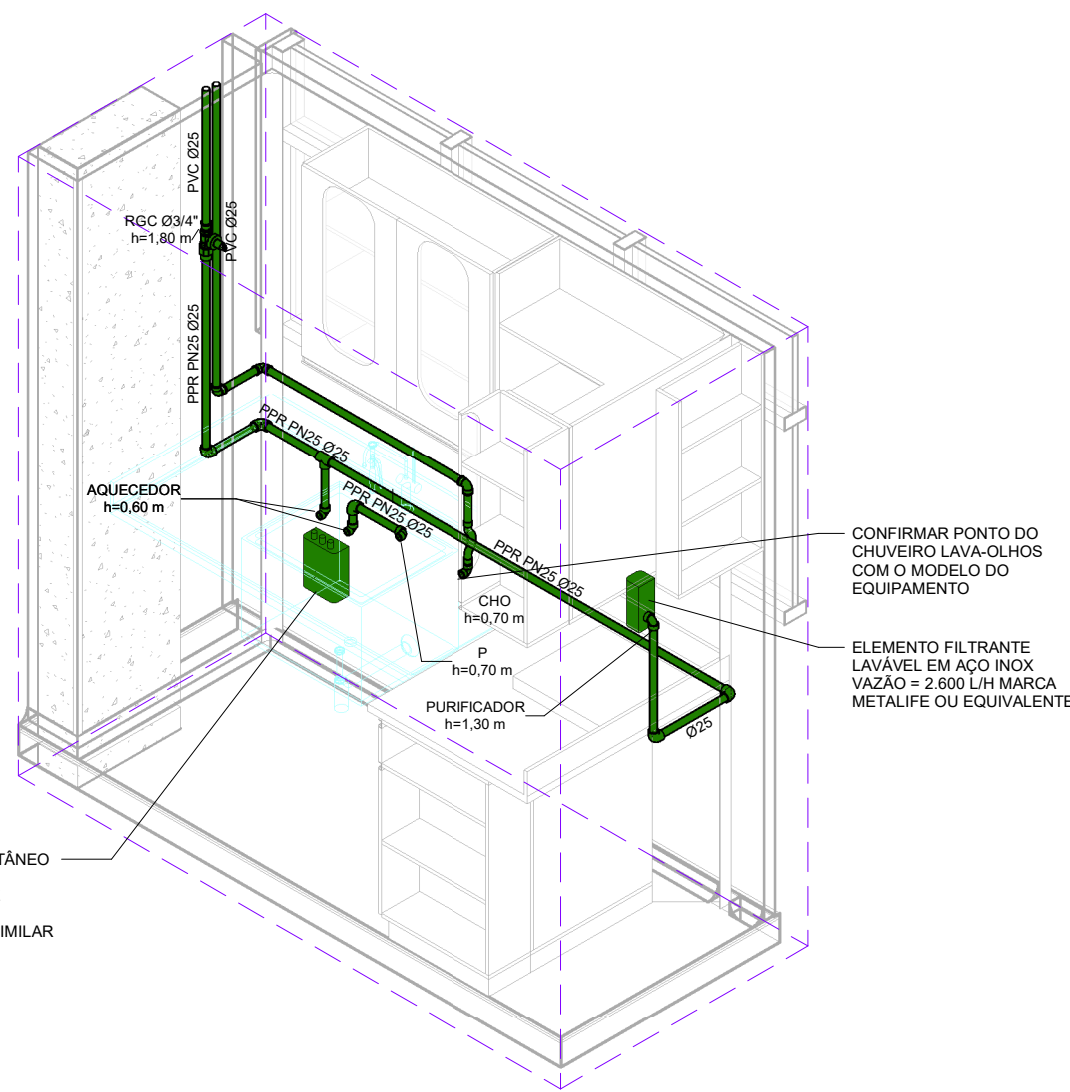 PVC Ø25
RGC Ø3/4"
h=1,80 m
PVC Ø25
PPR PN25 Ø25
PPR PN25 Ø25
AQUECEDOR
h=0,60 m
PPR PN25 Ø25
PPR PN25 Ø25
CONFIRMAR PONTO DO
CHUVEIRO LAVA-OLHOS
COM O MODELO DO
EQUIPAMENTO
CHO
h=0,70 m
P
h=0,70 m
ELEMENTO FILTRANTE
LAVÁVEL EM AÇO INOX
VAZÃO = 2.600 L/H MARCA
METALIFE OU EQUIVALENTE
PURIFICADOR
h=1,30 m
Ø25
TÂNEO
IMILAR